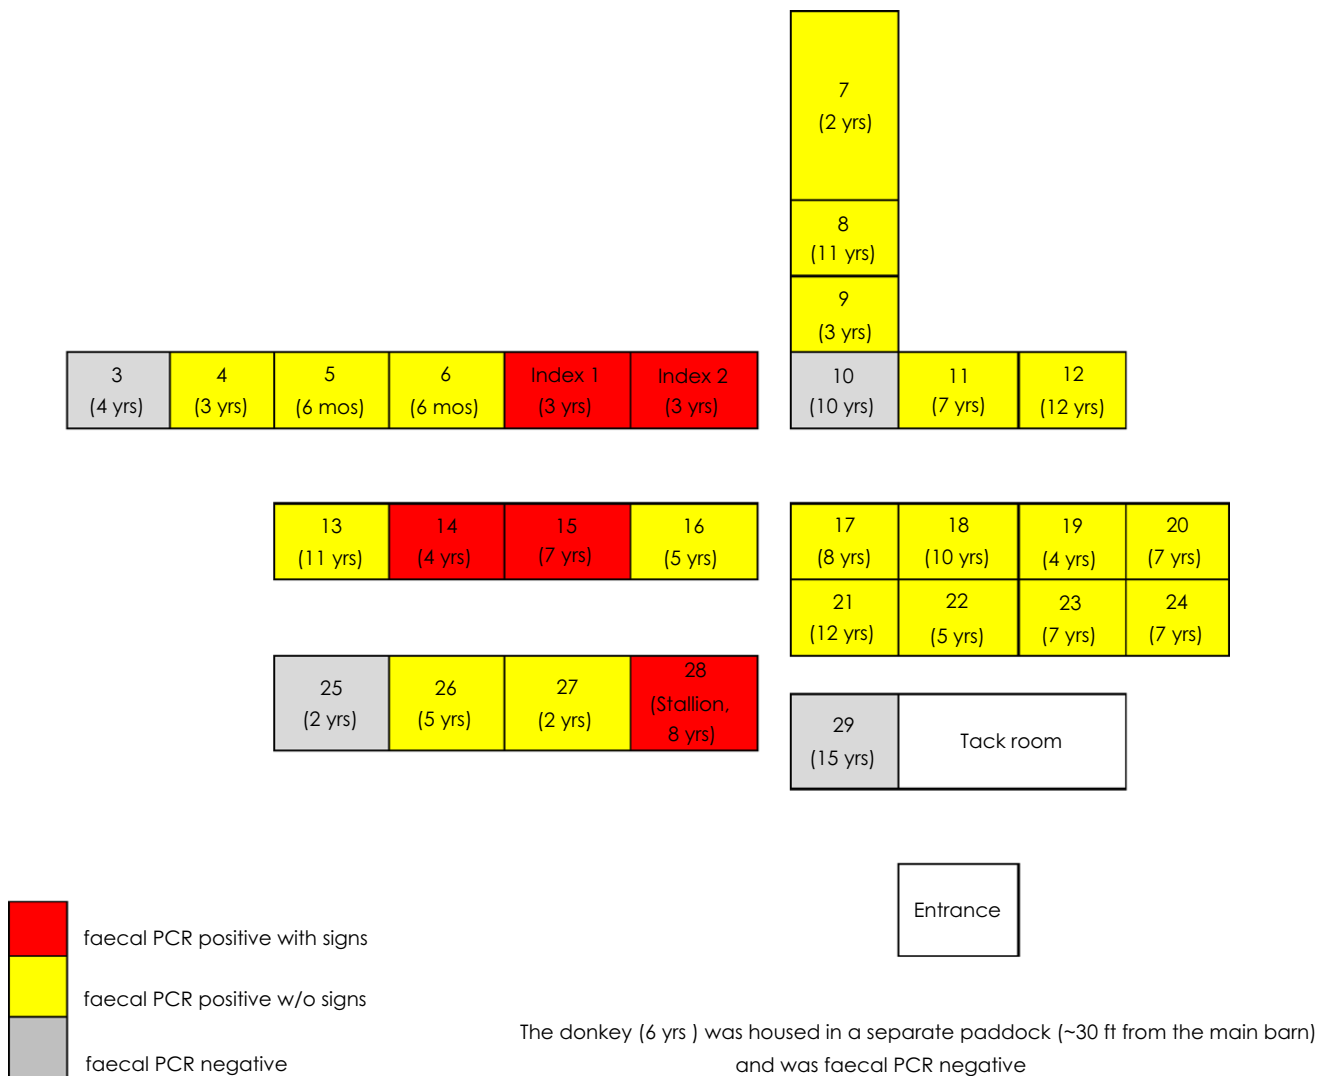 7
(2 yrs)
8
(11 yrs)
9
(3 yrs)
3
(4 yrs)
4
(3 yrs)
5
(6 mos)
6
(6 mos)
Index 1
(3 yrs)
Index 2
(3 yrs)
10
(10 yrs)
11
(7 yrs)
12
(12 yrs)
13
(11 yrs)
14
(4 yrs)
15
(7 yrs)
16
(5 yrs)
17
(8 yrs)
18
(10 yrs)
19
(4 yrs)
20
(7 yrs)
21
(12 yrs)
22
(5 yrs)
23
(7 yrs)
24
(7 yrs)
25
(2 yrs)
26
(5 yrs)
27
(2 yrs)
28
(Stallion,
8 yrs)
29
(15 yrs)
Tack room
Entrance
faecal PCR positive with signs
faecal PCR positive w/o signs
faecal PCR negative
The donkey (6 yrs ) was housed in a separate paddock (~30 ft from the main barn)
and was faecal PCR negative